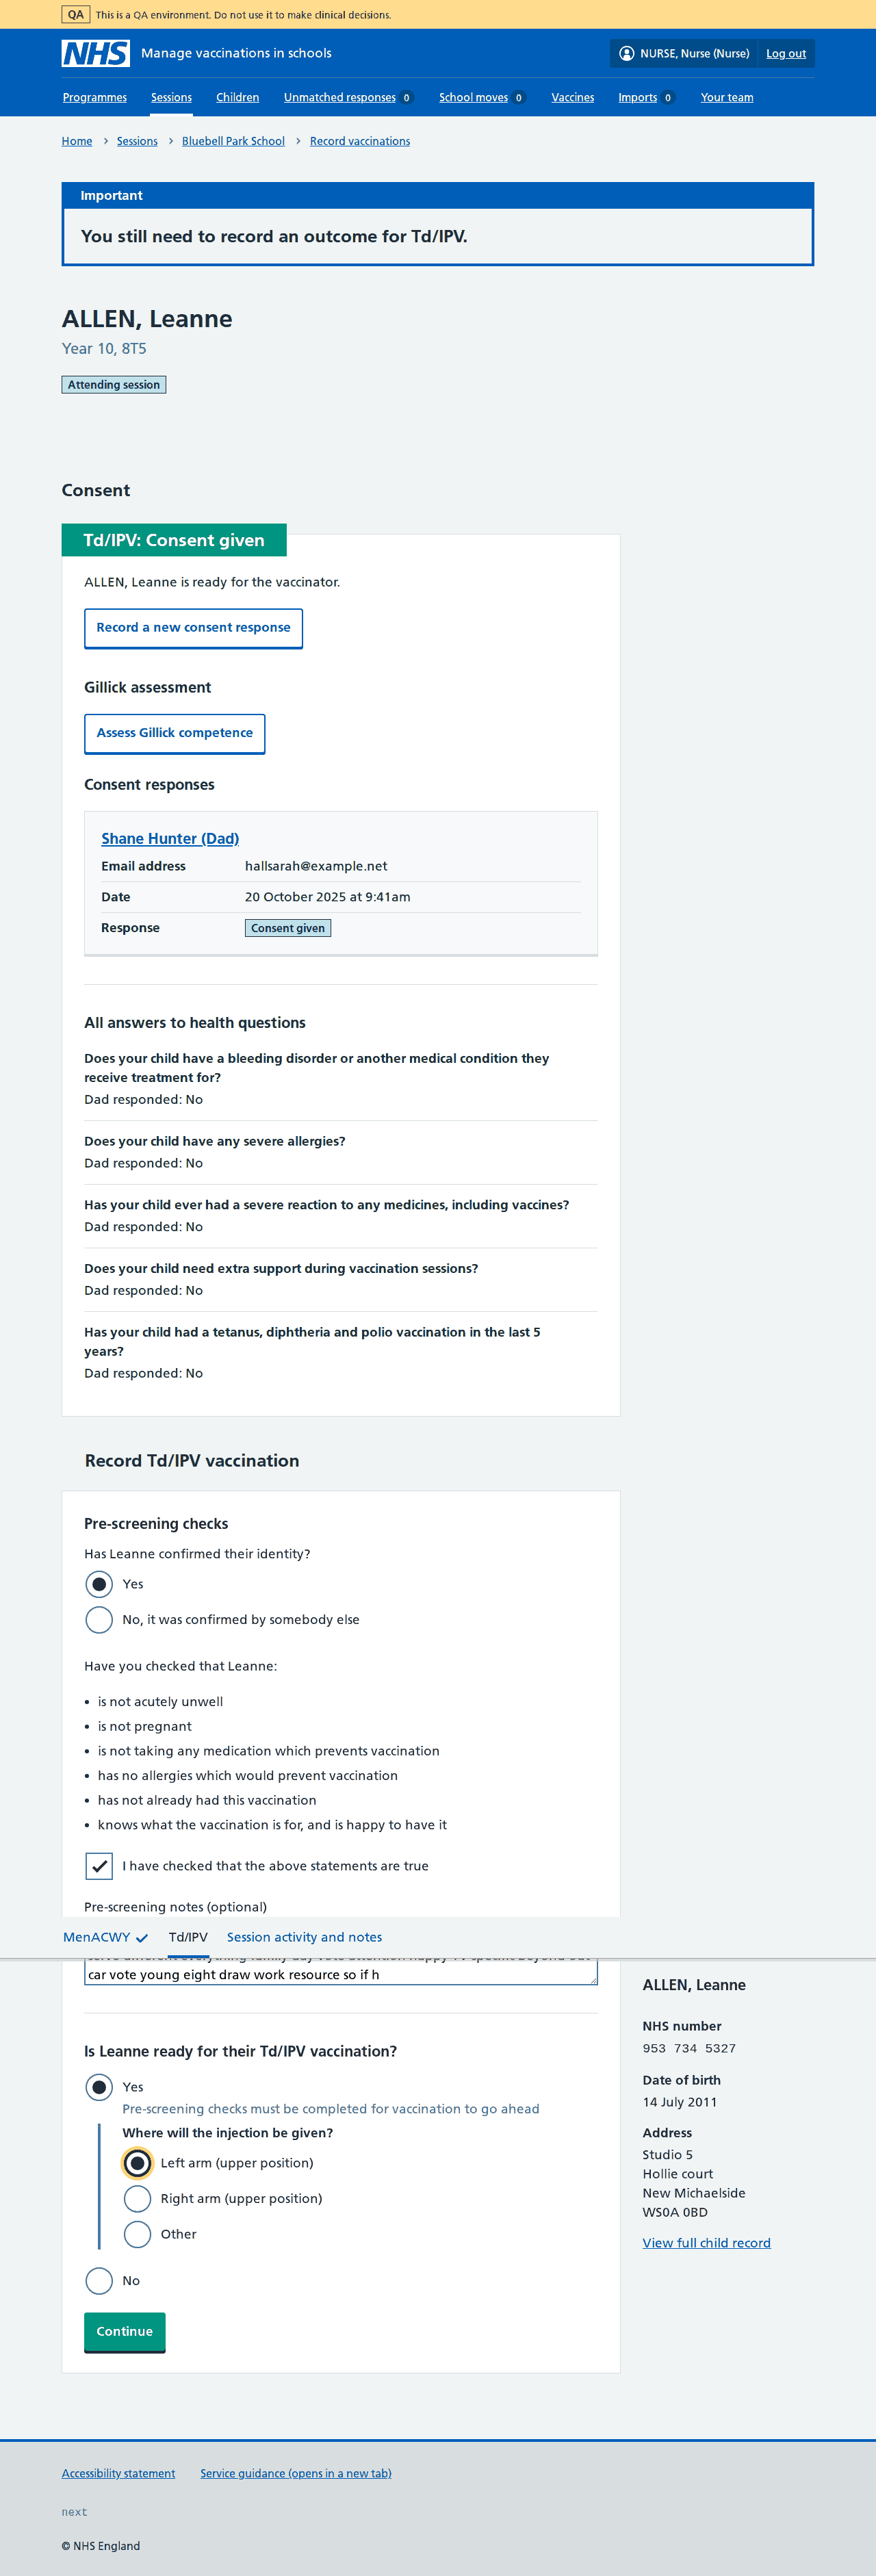 QA This is a QA environment. Do not use it to make clinical decisions.
NHS Manage vaccinations in schools NURSE, Nurse (Nurse) Log out
Programmes Sessions Children Unmatched responses 0 School moves 0 Vaccines Imports 0 Your team
Home Sessions Bluebell Park School Record vaccinations
Important
You still need to record an outcome for Td/IPV.
ALLEN, Leanne
Year 10, 8T5
Attending session
Consent
Td/IPV: Consent given
ALLEN, Leanne is ready for the vaccinator.
Record a new consent response
Gillick assessment
Assess Gillick competence
Consent responses
Shane Hunter (Dad)
Email address hallsarah@example.net
Date 20 October 2025 at 9:41am
Response Consent given
All answers to health questions
Does your child have a bleeding disorder or another medical condition they
receive treatment for?
Dad responded: No
Does your child have any severe allergies?
Dad responded: No
Has your child ever had a severe reaction to any medicines, including vaccines?
Dad responded: No
Does your child need extra support during vaccination sessions?
Dad responded: No
Has your child had a tetanus, diphtheria and polio vaccination in the last 5
years?
Dad responded: No
Record Td/IPV vaccination
Pre-screening checks
Has Leanne confirmed their identity?
Yes
No, it was confirmed by somebody else
Have you checked that Leanne:
is not acutely unwell
is not pregnant
is not taking any medication which prevents vaccination
has no allergies which would prevent vaccination
has not already had this vaccination
knows what the vaccination is for, and is happy to have it
I have checked that the above statements are true
Pre-screening notes (optional)
MenACWY Td/IPV Session activity and notes
car vote young eight draw work resource so if h
Is Leanne ready for their Td/IPV vaccination?
Yes
Pre-screening checks must be completed for vaccination to go ahead
Where will the injection be given?
Left arm (upper position)
Right arm (upper position)
Other
No
Continue
ALLEN, Leanne
NHS number
953 734 5327
Date of birth
14 July 2011
Address
Studio 5
Hollie court
New Michaelside
WS0A 0BD
View full child record
Accessibility statement Service guidance (opens in a new tab)
next
© NHS England